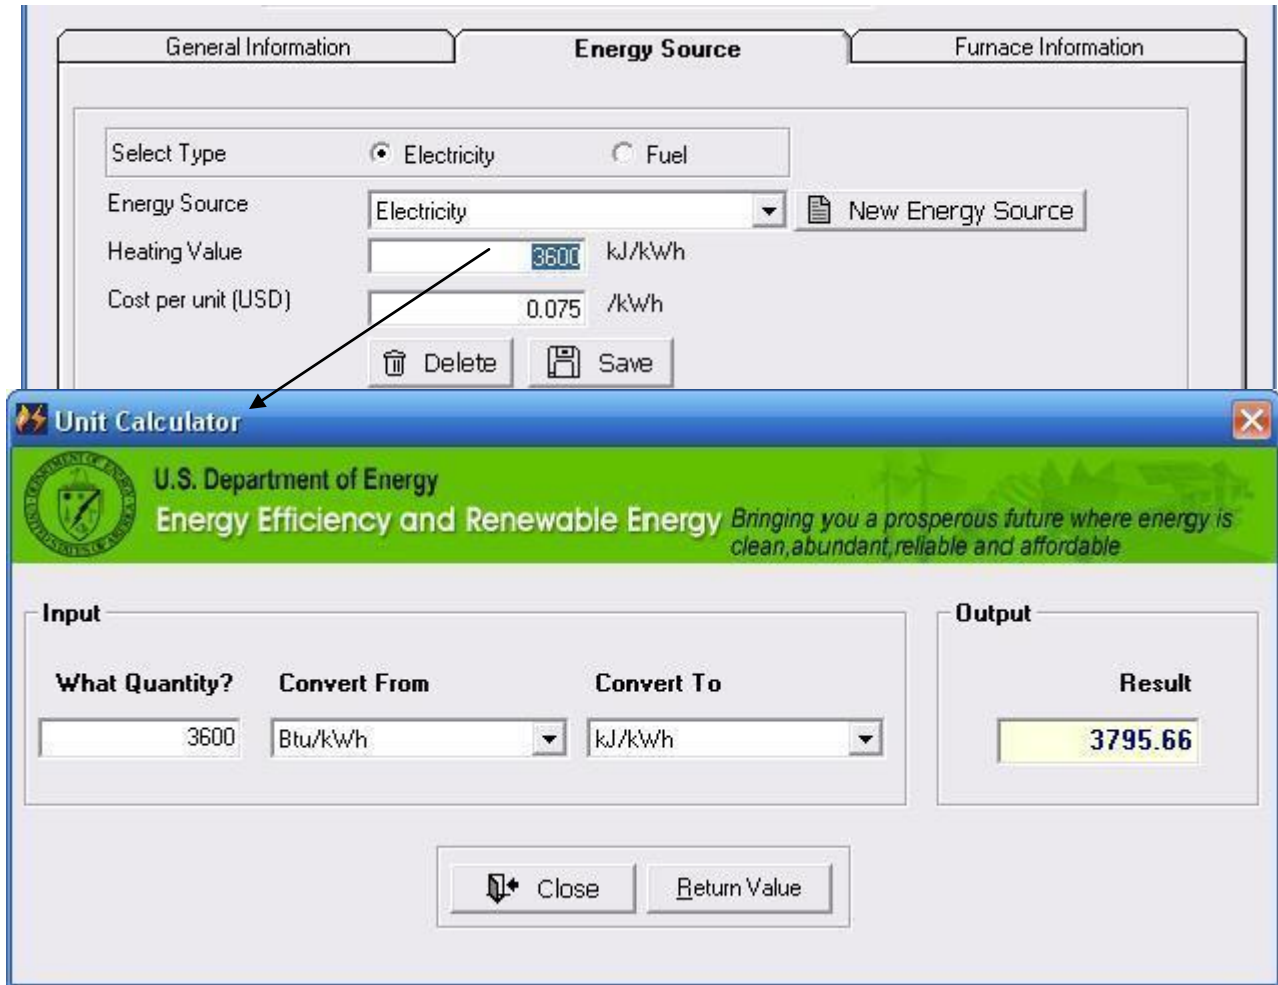 General Information Energy Source Furnace Information
Select Type Electricity Fuel
Energy Source Electricity New Energy Source
Heating Value 3600 kJ/kWh
Cost per unit (USD) 0.075 /kWh
Delete Save
Unit Calculator
U.S. Department of Energy
Energy Efficiency and Renewable Energy Bringing you a prosperous future where energy is
clean,abundant,reliable and affordable
Input Output
What Quantity? Convert From Convert To Result
3600 Btu/kWh kJ/kWh 3795.66
Close Return Value